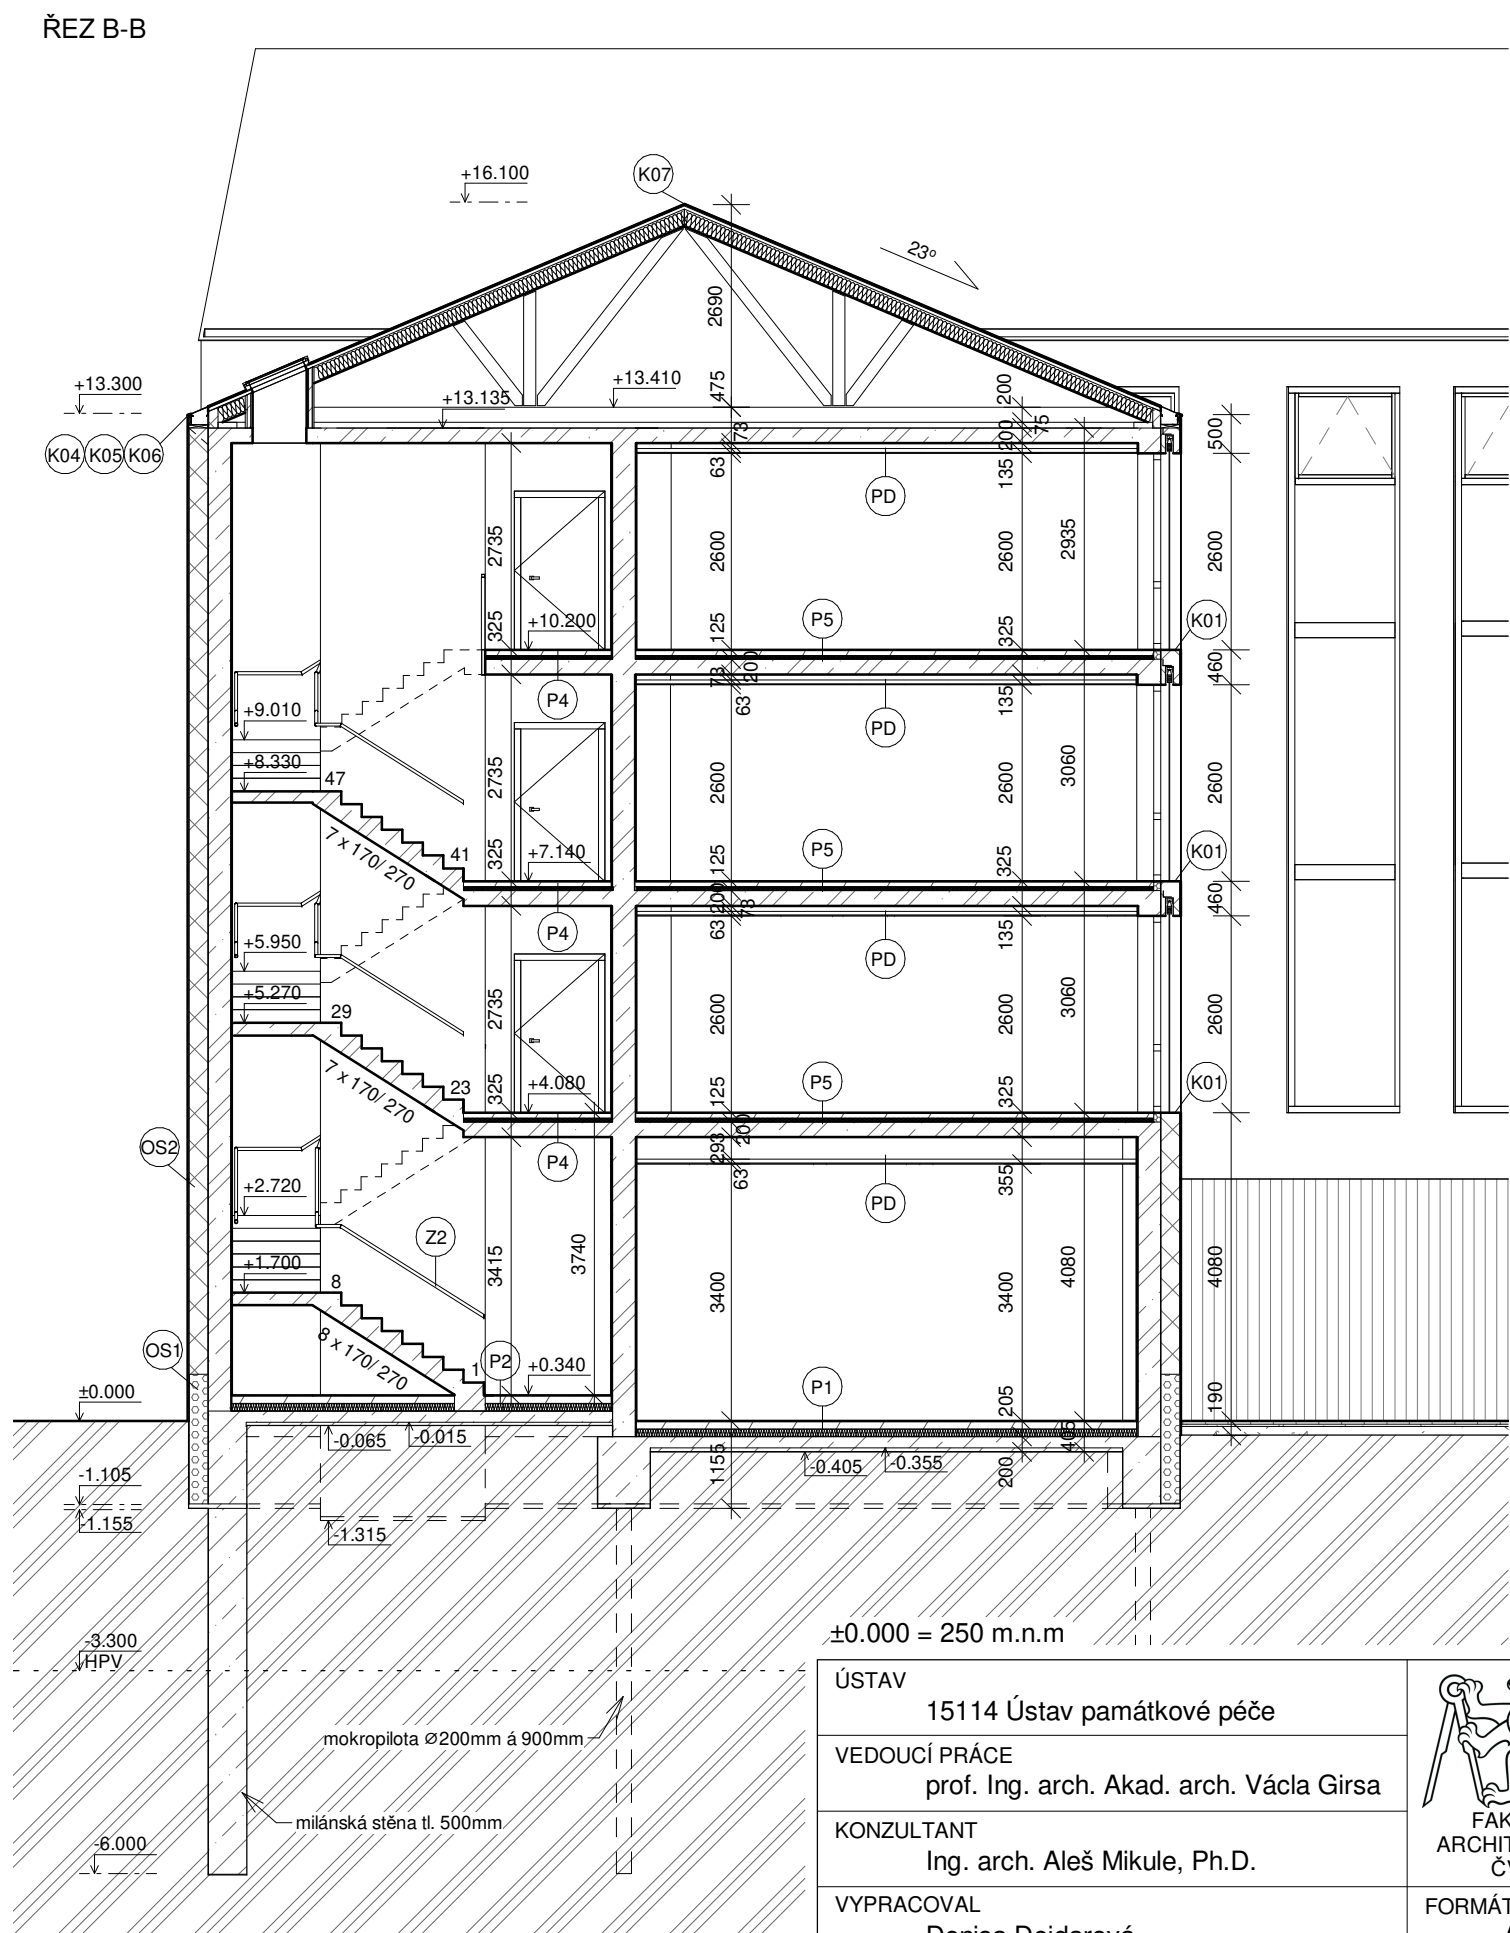 ŘEZ B-B
+16.100
K07
23°
2690
+13.300
+13.135
+13.410
475
200
75
73
200
500
K04
K05
K06
63
135
PD
2735
2600
2600
2935
2600
325
+10.200
125
P5
325
K01
73
200
460
P4
63
135
PD
+9.010
+8.330
47
2735
2600
2600
3060
2600
7 x 170/ 270
41
325
+7.140
125
P5
325
K01
200
73
460
P4
63
135
PD
+5.950
+5.270
29
2735
2600
2600
3060
2600
7 x 170/ 270
23
325
+4.080
125
P5
325
K01
200
293
OS2
P4
63
355
PD
+2.720
Z2
+1.700
8
3415
3740
3400
3400
4080
4080
OS1
8 x 170/ 270
1
P2
+0.340
P1
205
190
±0.000
-0.065
-0.015
405
-1.105
-1.155
1155
-0.405
-0.355
200
-1.315
-3.300
HPV
±0.000 = 250 m.n.m
ÚSTAV
15114 Ústav památkové péče
mokropilota Ø200mm á 900mm
VEDOUCÍ PRÁCE
prof. Ing. arch. Akad. arch. Václa Girsa
milánská stěna tl. 500mm
KONZULTANT
Ing. arch. Aleš Mikule, Ph.D.
FAK
ARCHIT
ČV
-6.000
VYPRACOVAL
FORMÁT